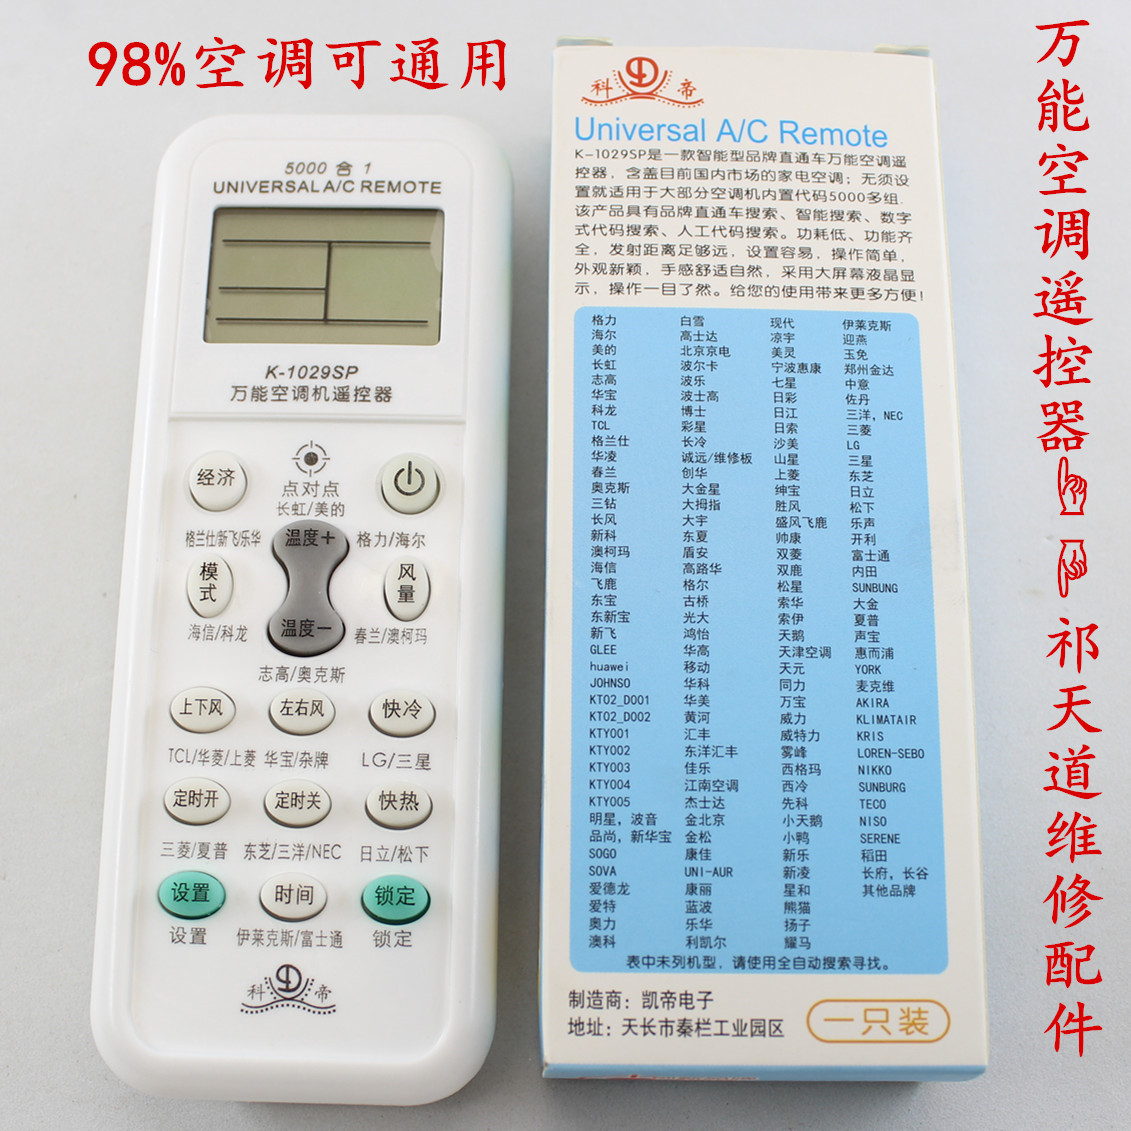 98%空调可通用
万能空调遥控器
祁天道维修配件
5000 合 1
UNIVERSAL A/C REMOTE
K-1029SP
万能空调机遥控器
经济
点对点
长虹/美的
格兰仕/新飞/乐华
温度+
格力/海尔
模式
风量
海信/科龙
温度−
春兰/澳柯玛
志高/奥克斯
上下风
左右风
快冷
TCL/华菱/上菱
华宝/杂牌
LG/三星
定时开
定时关
快热
三菱/夏普
东芝/三洋/NEC
日立/松下
设置
时间
锁定
设置
伊莱克斯/富士通
锁定
科帝
科帝
Universal A/C Remote
K-1029SP是一款智能型品牌直通车万能空调遥
控器，含盖目前国内市场的家电空调；无须设
置就适用于大部分空调机内置代码5000多组.
该产品具有品牌直通车搜索、智能搜索、数字
式代码搜索、人工代码搜索。功耗低、功能齐
全，发射距离足够远，设置容易，操作简单，
外观新颖，手感舒适自然，采用大屏幕液晶显
示，操作一目了然。给您的使用带来更多方便！
格力
海尔
美的
长虹
志高
华宝
科龙
TCL
格兰仕
华凌
春兰
奥克斯
三钻
长风
新科
澳柯玛
海信
飞鹿
东宝
东新宝
新飞
GLEE
huawei
JOHNSO
KT02_D001
KT02_D002
KTY001
KTY002
KTY003
KTY004
KTY005
明星，波音
品尚，新华宝
SOGO
SOVA
爱德龙
爱特
奥力
澳科
白雪
高士达
北京京电
波尔卡
波乐
波士高
博士
彩星
长冷
诚远/维修板
创华
大金星
大拇指
大宇
东夏
盾安
高路华
格尔
古桥
光大
鸿怡
华高
移动
华科
华美
黄河
汇丰
东洋汇丰
佳乐
江南空调
杰士达
金北京
金松
康佳
UNI-AUR
康丽
蓝波
乐华
利凯尔
现代
凉宇
美灵
宁波惠康
七星
日彩
日江
日索
沙美
山星
上菱
绅宝
胜风
盛风飞鹿
帅康
双菱
双鹿
松星
索华
索伊
天鹅
天津空调
天元
同力
万宝
威力
威特力
雾峰
西格玛
西冷
先科
小天鹅
小鸭
新乐
新凌
星和
熊猫
扬子
耀马
伊莱克斯
迎燕
玉免
郑州金达
中意
佐丹
三洋，NEC
三菱
LG
三星
东芝
日立
松下
乐声
开利
富士通
内田
SUNBUNG
大金
夏普
声宝
惠而浦
YORK
麦克维
AKIRA
KLIMATAIR
KRIS
LOREN-SEBO
NIKKO
SUNBURG
TECO
NISO
SERENE
稻田
长府，长谷
其他品牌
表中未列机型，请使用全自动搜索寻找。
制造商：凯帝电子
地址：天长市秦栏工业园区
一只装